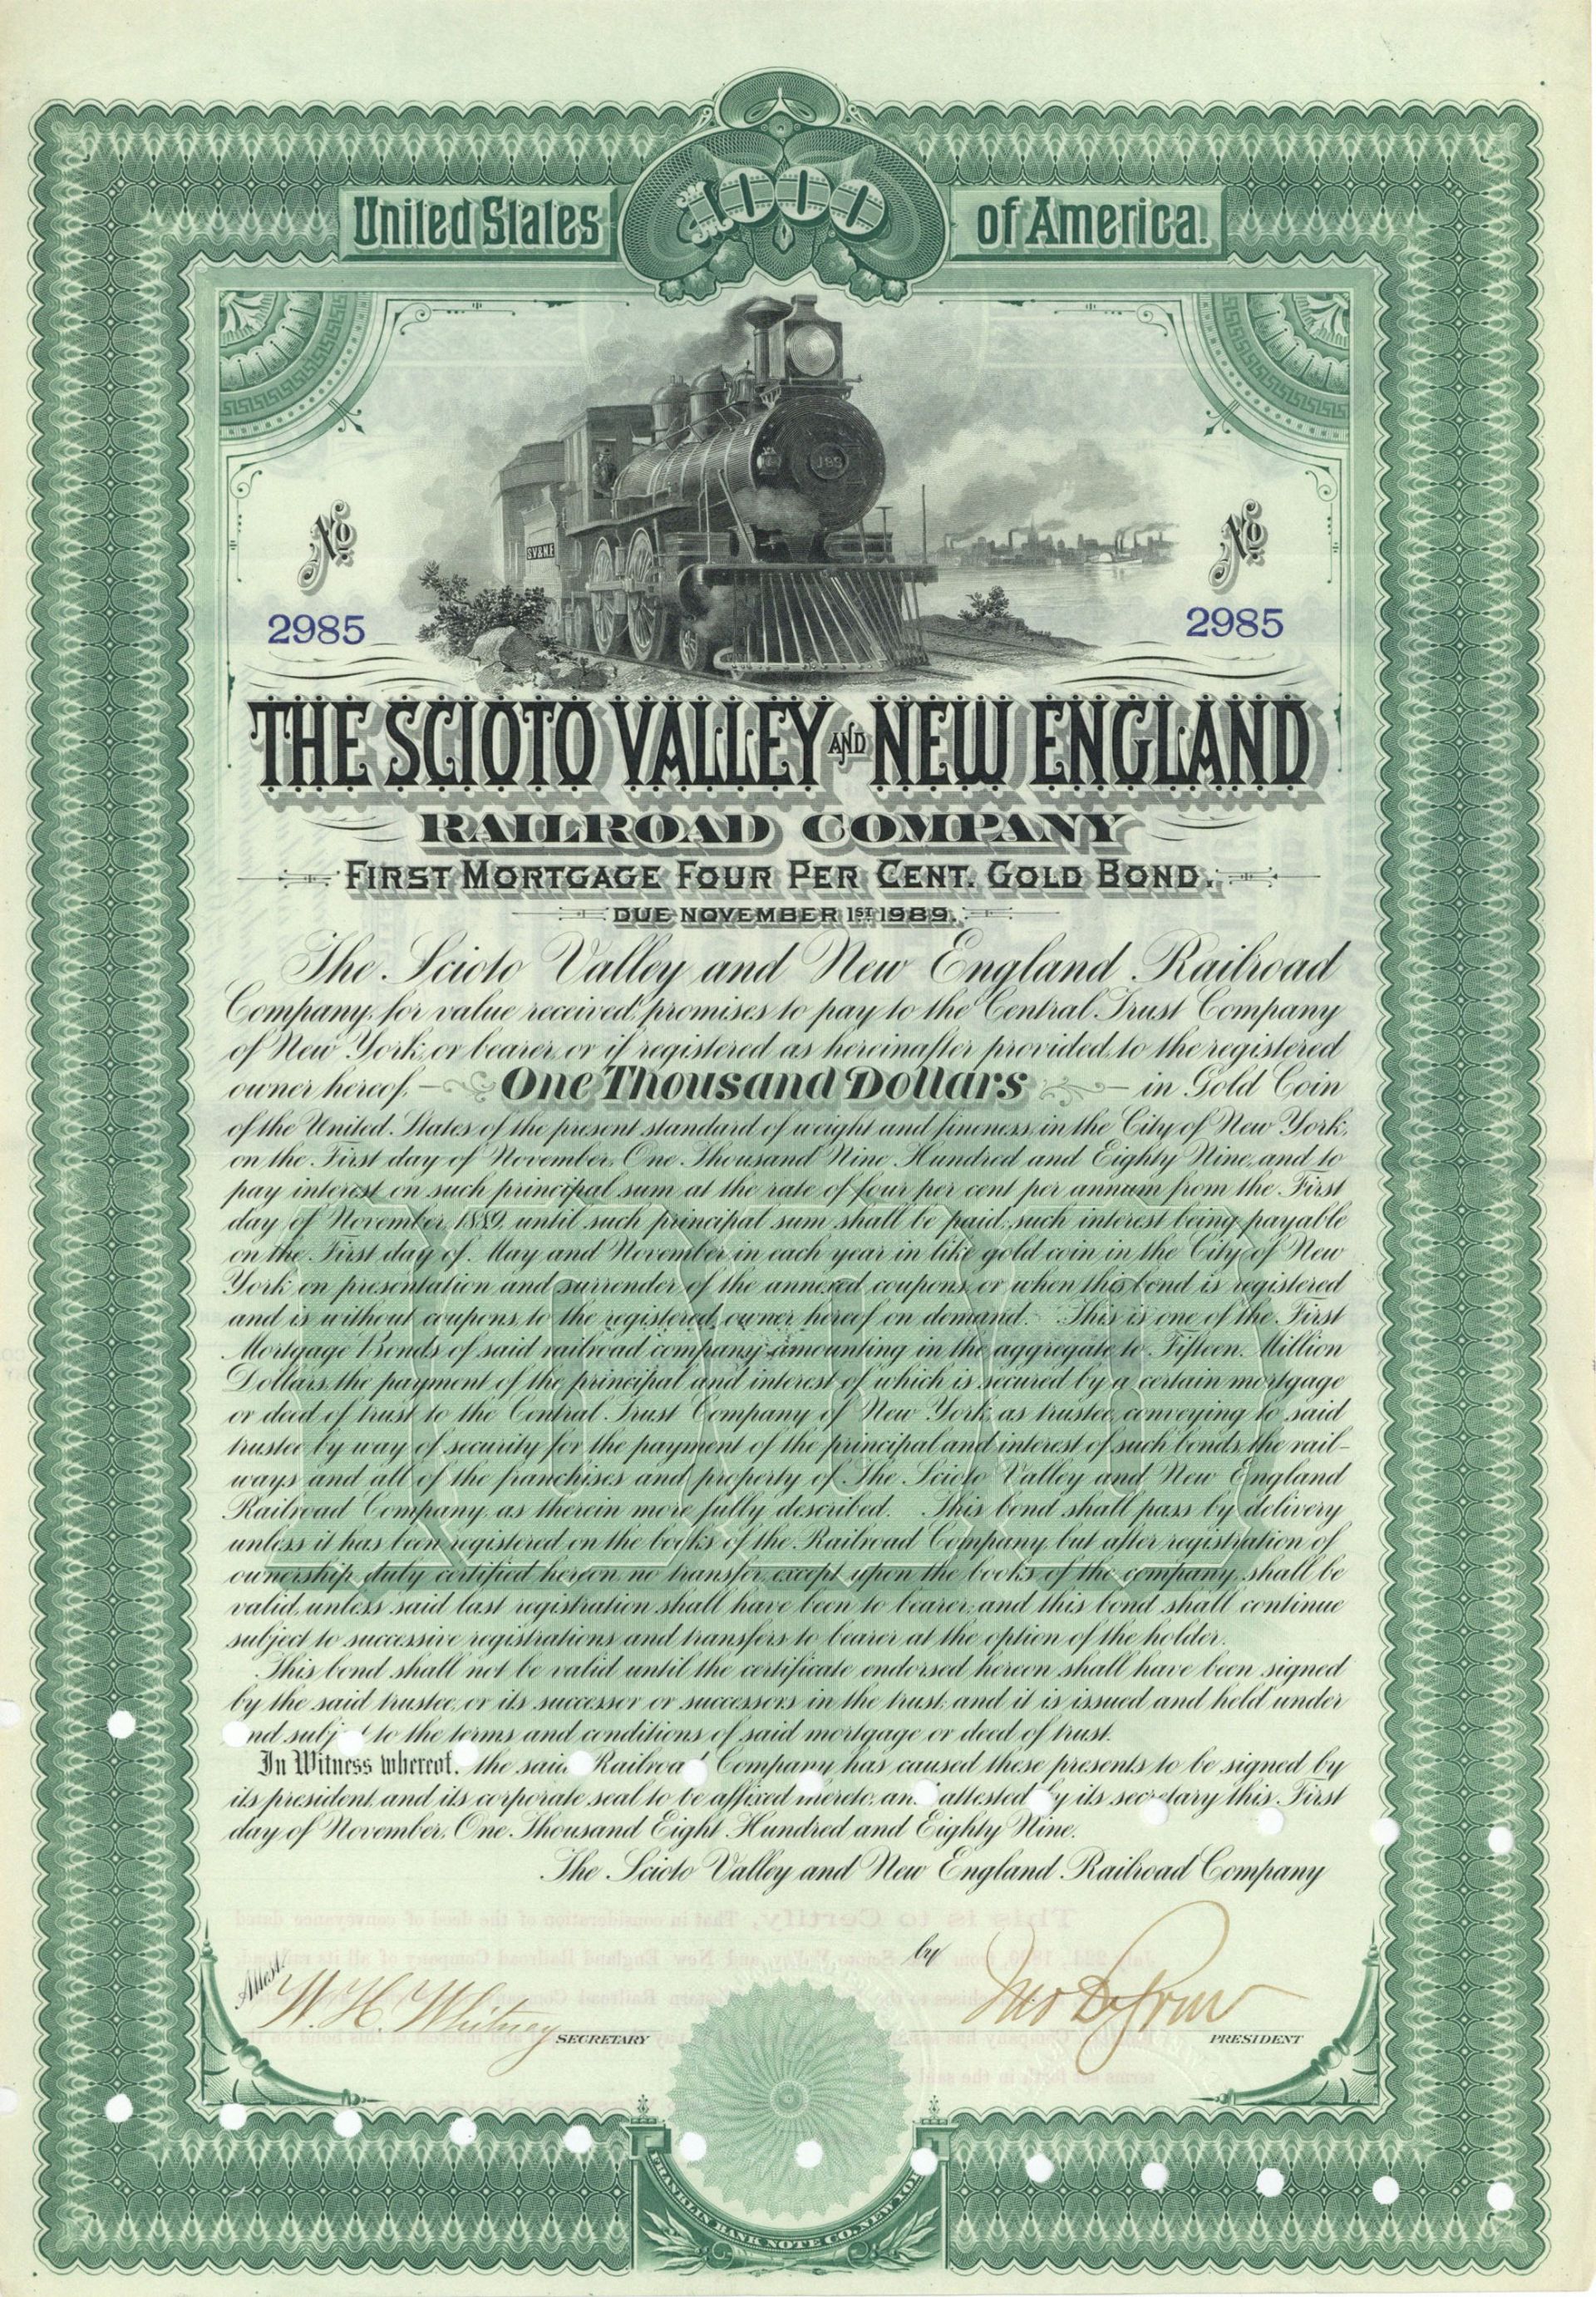 1000
United States of America.
183
S.V.&N.E.
No No
2985 2985
THE SCIOTO VALLEY AND NEW ENGLAND
RAILROAD COMPANY
FIRST MORTGAGE FOUR PER CENT. GOLD BOND.
DUE NOVEMBER 1ST 1989.
The Scioto Valley and New England Railroad
Company, for value received, promises to pay to the Central Trust Company
of New York, or bearer, or if registered as hereinafter provided, to the registered
owner hereof, One Thousand Dollars in Gold Coin
of the United States of the present standard of weight and fineness, in the City of New York,
on the First day of November, One Thousand Nine Hundred and Eighty Nine, and to
pay interest on such principal sum at the rate of four per cent per annum from the First
day of November, 1889, until such principal sum shall be paid, such interest being payable
on the First day of May and November in each year in like gold coin in the City of New
York on presentation and surrender of the annexed coupons, or when this bond is registered
and is without coupons, to the registered owner hereof on demand. This is one of the First
Mortgage Bonds of said railroad company, amounting in the aggregate to Fifteen Million
Dollars, the payment of the principal and interest of which is secured by a certain mortgage
or deed of trust to the Central Trust Company of New York, as trustee, conveying to said
trustee by way of security for the payment of the principal and interest of such bonds, the rail-
ways and all of the franchises and property of The Scioto Valley and New England
Railroad Company, as therein more fully described. This bond shall pass by delivery
unless it has been registered on the books of the Railroad Company, but after registration of
ownership, duly certified hereon, no transfer, except upon the books of the company, shall be
valid, unless said last registration shall have been to bearer; and this bond shall continue
subject to successive registrations and transfers to bearer at the option of the holder.
This bond shall not be valid until the certificate endorsed hereon shall have been signed
by the said trustee, or its successor or successors in the trust, and it is issued and held under
and subject to the terms and conditions of said mortgage or deed of trust.
In Witness whereof, the said Railroad Company has caused these presents to be signed by
its president, and its corporate seal to be affixed hereto, and attested by its secretary this First
day of November, One Thousand Eight Hundred and Eighty Nine.
The Scioto Valley and New England Railroad Company
Attest. by
W. H. Whitney SECRETARY PRESIDENT
FRANKLIN BANK NOTE CO. NEW YORK